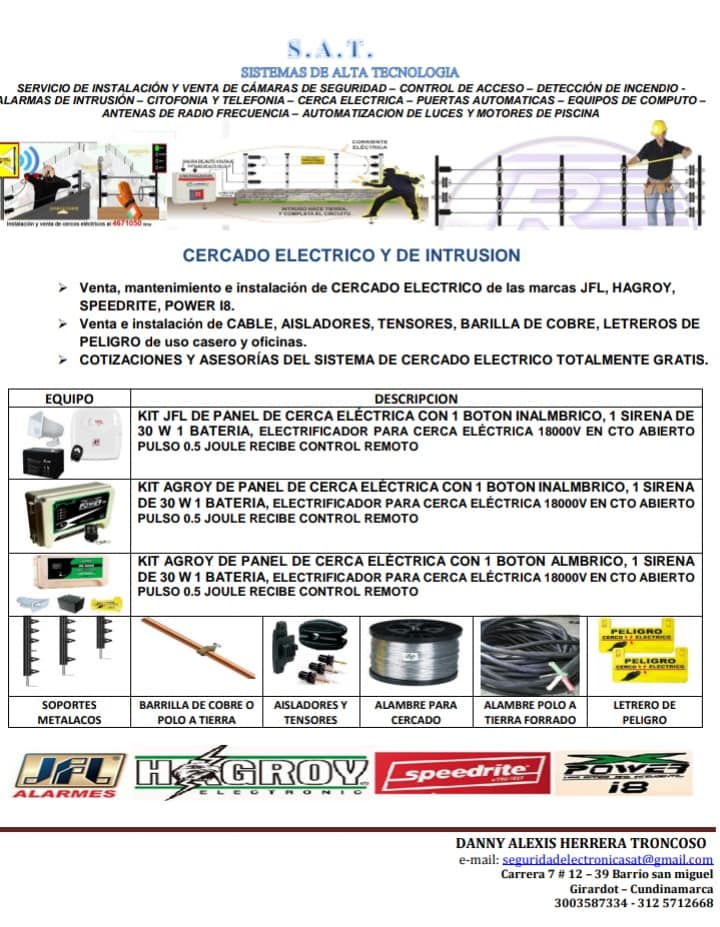 S.A.T.
SISTEMAS DE ALTA TECNOLOGIA
SERVICIO DE INSTALACIÓN Y VENTA DE CÁMARAS DE SEGURIDAD – CONTROL DE ACCESO – DETECCIÓN DE INCENDIO -
ALARMAS DE INTRUSIÓN – CITOFONIA Y TELEFONIA – CERCA ELECTRICA – PUERTAS AUTOMATICAS – EQUIPOS DE COMPUTO –
ANTENAS DE RADIO FRECUENCIA – AUTOMATIZACION DE LUCES Y MOTORES DE PISCINA
CORRIENTE
ELÉCTRICA
INTRUSO HACE TIERRA
Y COMPLETA EL CIRCUITO
Instalación y venta de cercos eléctricos al 4671050
CERCADO ELECTRICO Y DE INTRUSION
➢ Venta, mantenimiento e instalación de CERCADO ELECTRICO de las marcas JFL, HAGROY,
SPEEDRITE, POWER I8.
➢ Venta e instalación de CABLE, AISLADORES, TENSORES, BARILLA DE COBRE, LETREROS DE
PELIGRO de uso casero y oficinas.
➢ COTIZACIONES Y ASESORÍAS DEL SISTEMA DE CERCADO ELECTRICO TOTALMENTE GRATIS.
EQUIPO DESCRIPCION
KIT JFL DE PANEL DE CERCA ELÉCTRICA CON 1 BOTON INALMBRICO, 1 SIRENA DE
30 W 1 BATERIA, ELECTRIFICADOR PARA CERCA ELÉCTRICA 18000V EN CTO ABIERTO
PULSO 0.5 JOULE RECIBE CONTROL REMOTO
KIT AGROY DE PANEL DE CERCA ELÉCTRICA CON 1 BOTON INALMBRICO, 1 SIRENA
DE 30 W 1 BATERIA, ELECTRIFICADOR PARA CERCA ELÉCTRICA 18000V EN CTO ABIERTO
PULSO 0.5 JOULE RECIBE CONTROL REMOTO
POWER
KIT AGROY DE PANEL DE CERCA ELÉCTRICA CON 1 BOTON ALMBRICO, 1 SIRENA
DE 30 W 1 BATERIA, ELECTRIFICADOR PARA CERCA ELÉCTRICA 18000V EN CTO ABIERTO
PULSO 0.5 JOULE RECIBE CONTROL REMOTO
PELIGRO
CERCO ELECTRICO
PELIGRO
CERCO ELECTRICO
SOPORTES
METALACOS
BARRILLA DE COBRE O
POLO A TIERRA
AISLADORES Y
TENSORES
ALAMBRE PARA
CERCADO
ALAMBRE POLO A
TIERRA FORRADO
LETRERO DE
PELIGRO
JFL
ALARMES
HAGROY
ELECTRONIC
speedrite
X
POWER
i8
DANNY ALEXIS HERRERA TRONCOSO
e-mail: seguridadelectronicasat@gmail.com
Carrera 7 # 12 – 39 Barrio san miguel
Girardot – Cundinamarca
3003587334 - 312 5712668